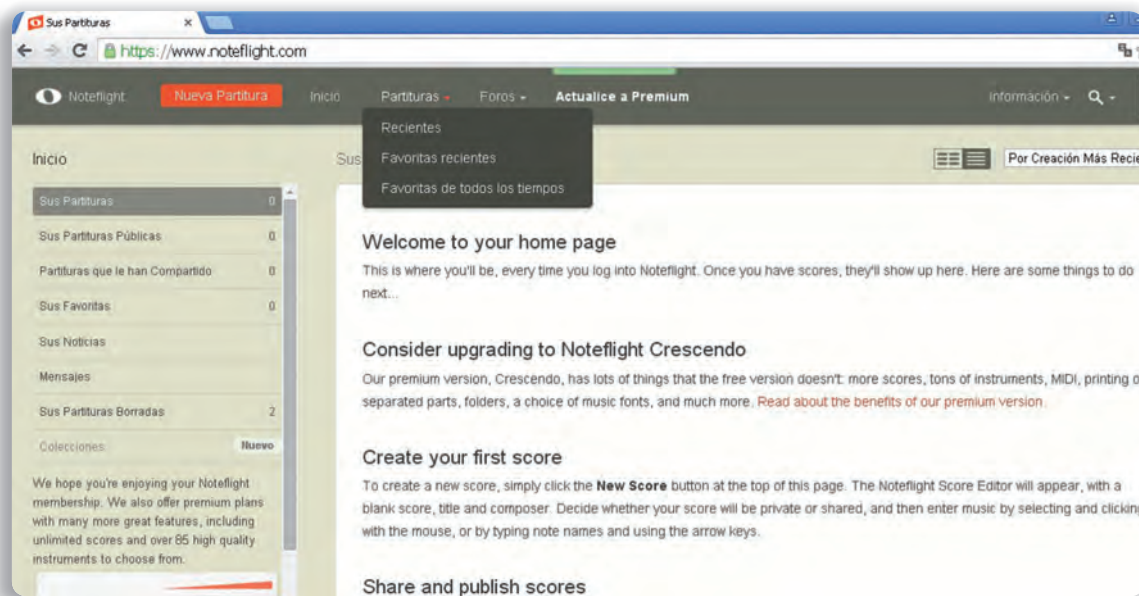 Sus Partituras
https://www.noteflight.com
Noteflight Nueva Partitura Inicio Partituras Foros Actualice a Premium Información
Recientes
Favoritas recientes
Favoritas de todos los tiempos
Inicio
Sus
Por Creación Más Recie
Sus Partituras 0
Sus Partituras Públicas 0
Partituras que le han Compartido 0
Sus Favoritas 0
Sus Noticias
Mensajes
Sus Partituras Borradas 2
Colecciones Nuevo
We hope you're enjoying your Noteflight
membership. We also offer premium plans
with many more great features, including
unlimited scores and over 85 high quality
instruments to choose from.
Welcome to your home page
This is where you'll be, every time you log into Noteflight. Once you have scores, they'll show up here. Here are some things to do
next...
Consider upgrading to Noteflight Crescendo
Our premium version, Crescendo, has lots of things that the free version doesn't: more scores, tons of instruments, MIDI, printing o
separated parts, folders, a choice of music fonts, and much more. Read about the benefits of our premium version.
Create your first score
To create a new score, simply click the New Score button at the top of this page. The Noteflight Score Editor will appear, with a
blank score, title and composer. Decide whether your score will be private or shared, and then enter music by selecting and clicking
with the mouse, or by typing note names and using the arrow keys.
Share and publish scores